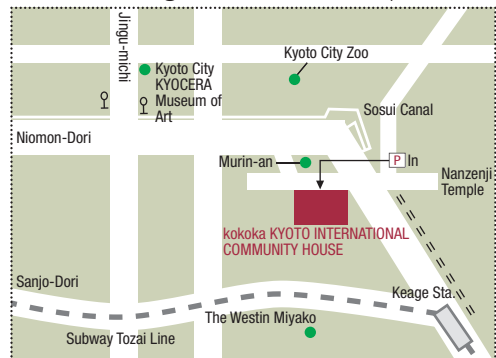 Jingu-michi
Kyoto City
KYOCERA
Museum of
Art
Kyoto City Zoo
Sosui Canal
Niomon-Dori
Murin-an
P In
Nanzenji
Temple
kokoka KYOTO INTERNATIONAL
COMMUNITY HOUSE
Sanjo-Dori
Keage Sta.
The Westin Miyako
Subway Tozai Line